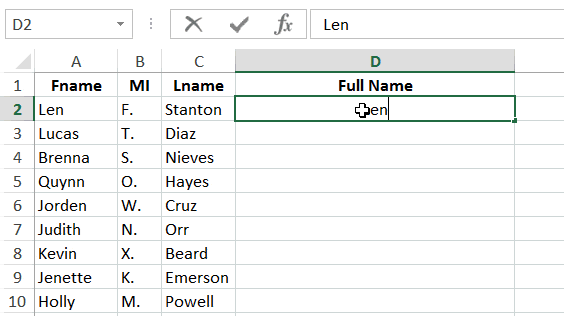 D2 fx Len
A B C D
1 Fname MI Lname Full Name
2 Len F. Stanton Len
3 Lucas T. Diaz
4 Brenna S. Nieves
5 Quynn O. Hayes
6 Jorden W. Cruz
7 Judith N. Orr
8 Kevin X. Beard
9 Jenette K. Emerson
10 Holly M. Powell